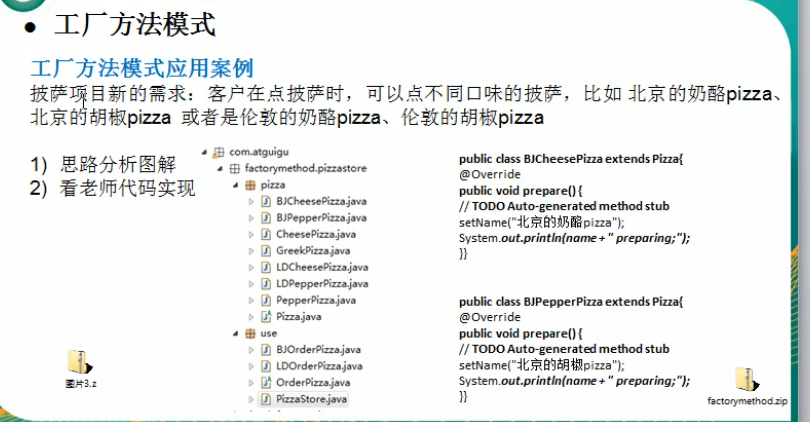 工厂方法模式
工厂方法模式应用案例
披萨项目新的需求：客户在点披萨时，可以点不同口味的披萨，比如 北京的奶酪pizza、
北京的胡椒pizza 或者是伦敦的奶酪pizza、伦敦的胡椒pizza
1) 思路分析图解
2) 看老师代码实现
com.atguigu
factorymethod.pizzastore
pizza
BJCheesePizza.java
BJPepperPizza.java
CheesePizza.java
GreekPizza.java
LDCheesePizza.java
LDPepperPizza.java
PepperPizza.java
Pizza.java
use
BJOrderPizza.java
LDOrderPizza.java
OrderPizza.java
PizzaStore.java
public class BJCheesePizza extends Pizza{
@Override
public void prepare() {
// TODO Auto-generated method stub
setName("北京的奶酪pizza");
System.out.println(name + " preparing;");
}}
public class BJPepperPizza extends Pizza{
@Override
public void prepare() {
// TODO Auto-generated method stub
setName("北京的胡椒pizza");
System.out.println(name + " preparing;");
}}
图片3.z
factorymethod.zip